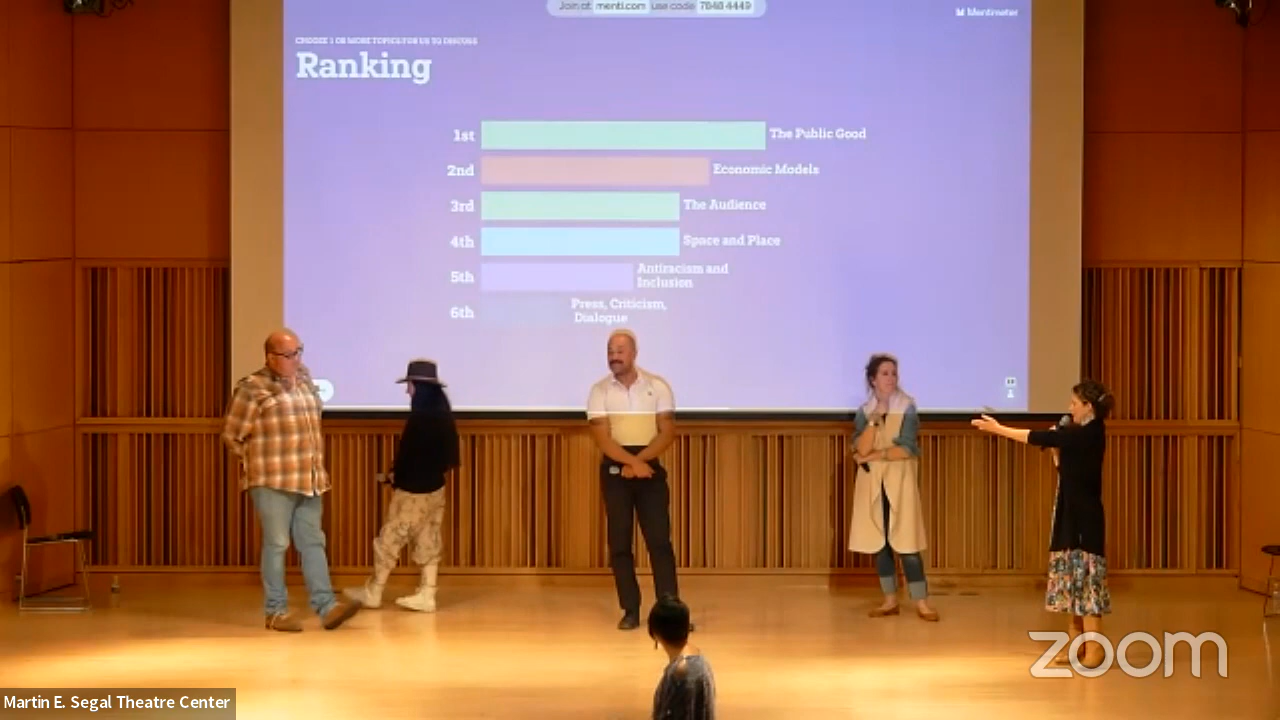 Join at menti.com use code 7848 4449
Mentimeter
CHOOSE 1 OR MORE TOPICS FOR US TO DISCUSS
Ranking
1st The Public Good
2nd Economic Models
3rd The Audience
4th Space and Place
5th Antiracism and
Inclusion
6th Press, Criticism,
Dialogue
zoom
Martin E. Segal Theatre Center